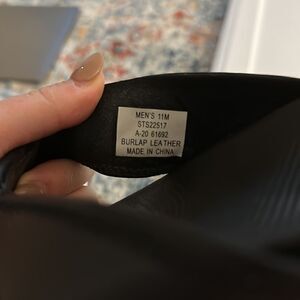 MEN'S 11M
STS22517
A-20 61692
BURLAP LEATHER
MADE IN CHINA